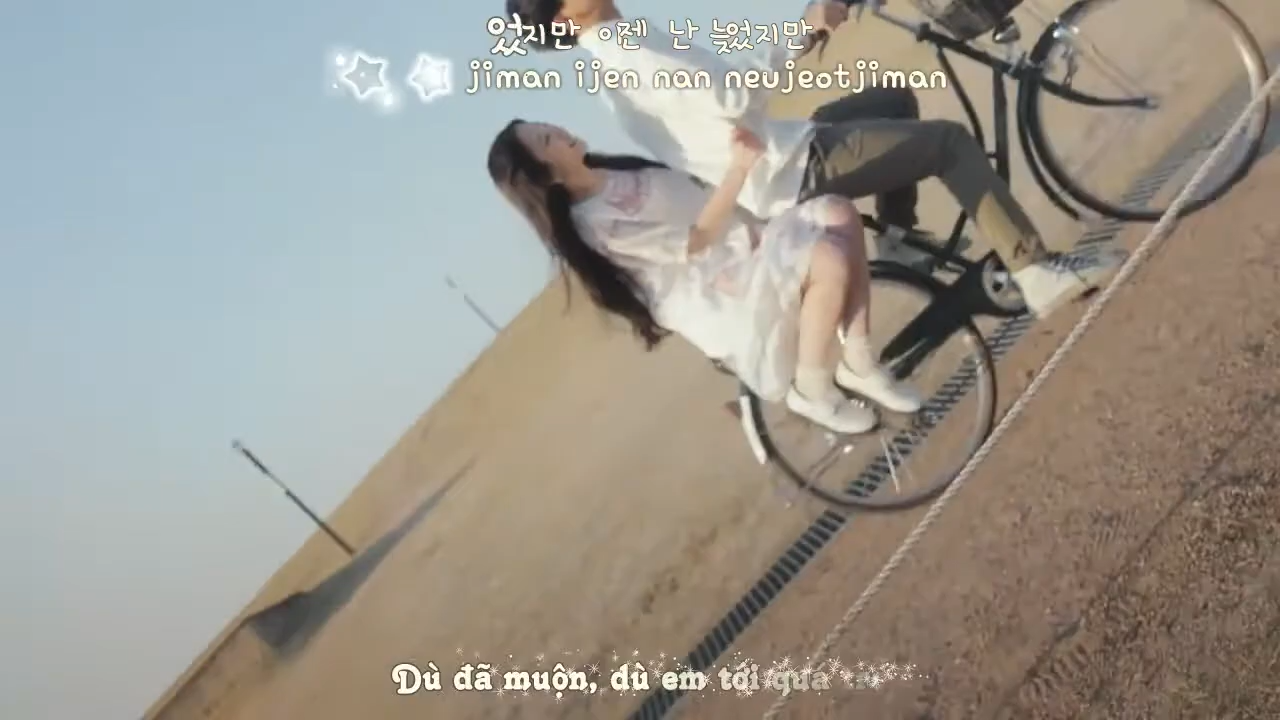 었지만 이젠 난 늦었지만
jiman ijen nan neujeotjiman
Dù đã muộn, dù em tới quá